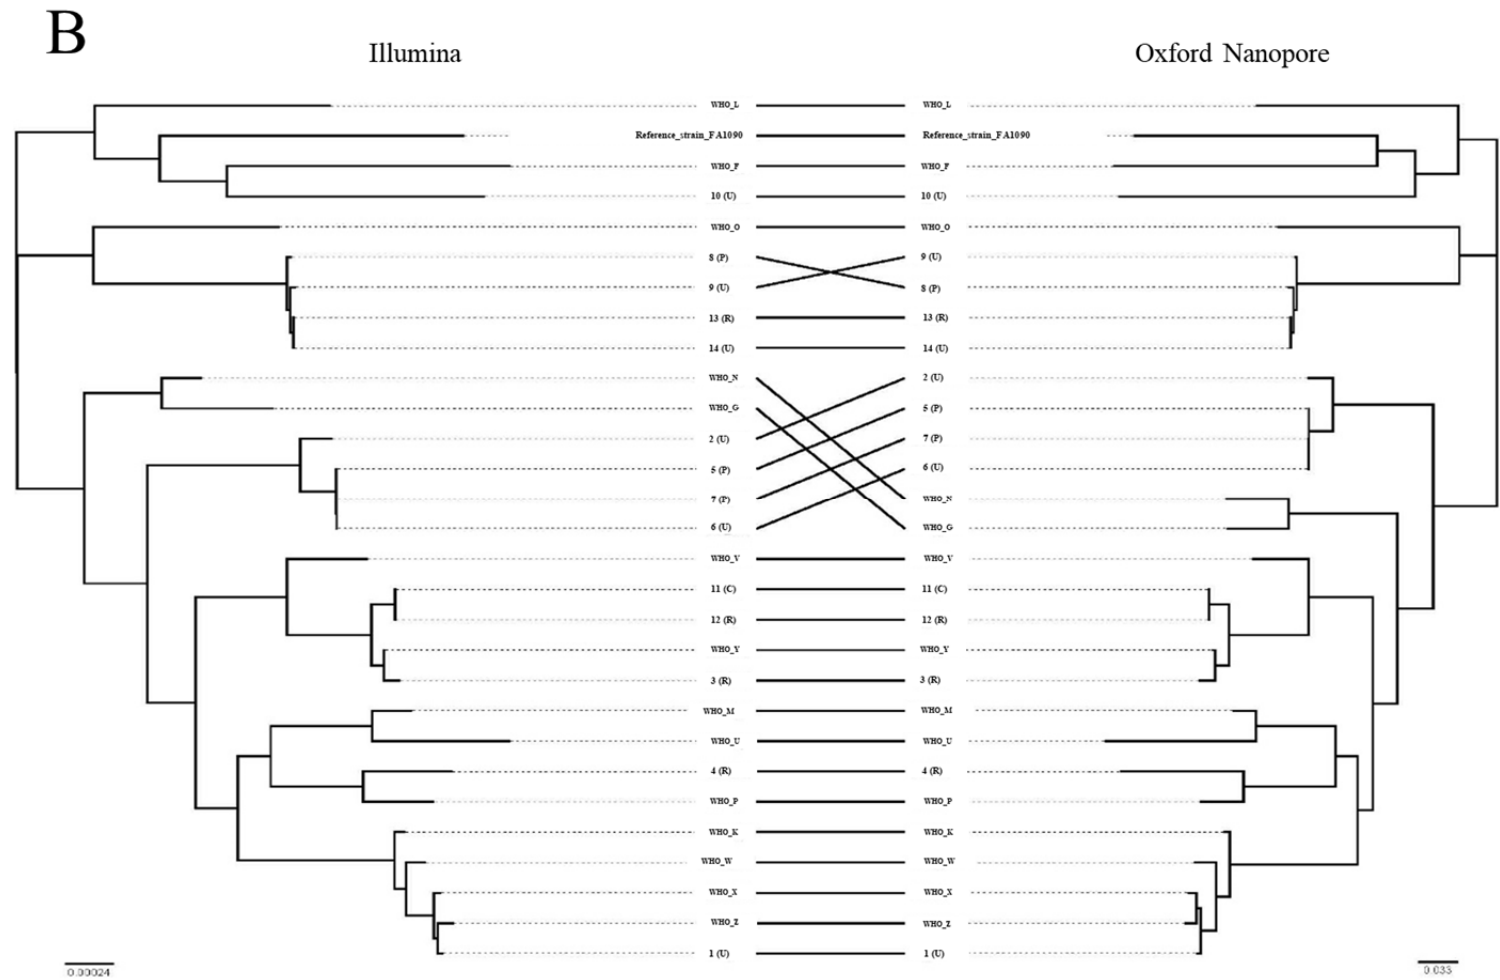 B
Illumina
Oxford Nanopore
WHO_L WHO_L
Reference_strain_FA1090 Reference_strain_FA1090
WHO_F WHO_F
10 (U) 10 (U)
WHO_O WHO_O
8 (P) 9 (U)
9 (U) 8 (P)
13 (R) 13 (R)
14 (U) 14 (U)
WHO_N 2 (U)
WHO_G 5 (P)
2 (U) 7 (P)
5 (P) 6 (U)
7 (P) WHO_N
6 (U) WHO_G
WHO_V WHO_V
11 (C) 11 (C)
12 (R) 12 (R)
WHO_Y WHO_Y
3 (R) 3 (R)
WHO_M WHO_M
WHO_U WHO_U
4 (R) 4 (R)
WHO_P WHO_P
WHO_K WHO_K
WHO_W WHO_W
WHO_X WHO_X
WHO_Z WHO_Z
1 (U) 1 (U)
0.00024
0.033